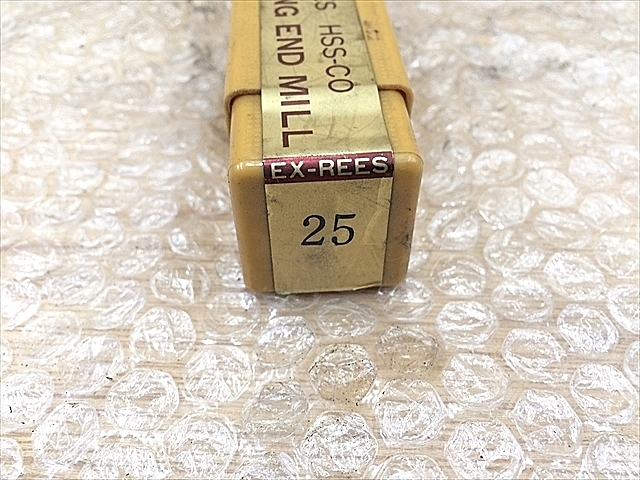 HSS-CO
END MILL
EX-REES
25